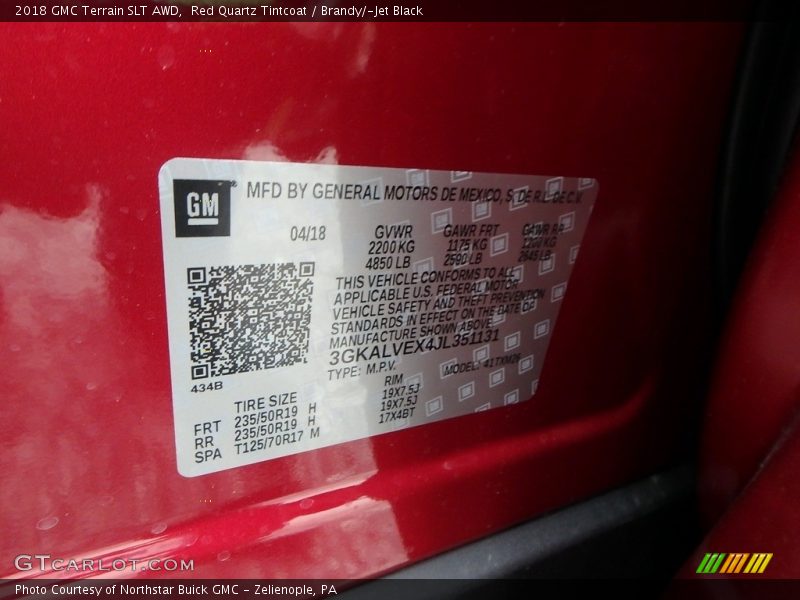 2018 GMC Terrain SLT AWD,  Red Quartz Tintcoat / Brandy/­Jet Black
GM
MFD BY GENERAL MOTORS DE MEXICO, S. DE R.L. DE C.V.
04/18 GVWR GAWR FRT GAWR RR
2200 KG 1175 KG 1200 KG
4850 LB 2590 LB 2645 LB
THIS VEHICLE CONFORMS TO ALL
APPLICABLE U.S. FEDERAL MOTOR
VEHICLE SAFETY AND THEFT PREVENTION
STANDARDS IN EFFECT ON THE DATE OF
MANUFACTURE SHOWN ABOVE.
3GKALVEX4JL351131
TYPE: M.P.V. MODEL: 41TXM26
434B
TIRE SIZE RIM
FRT 235/50R19 H 19X7.5J
RR 235/50R19 H 19X7.5J
SPA T125/70R17 M 17X4BT
GTCARLOT.COM
Photo Courtesy of Northstar Buick GMC - Zelienople, PA